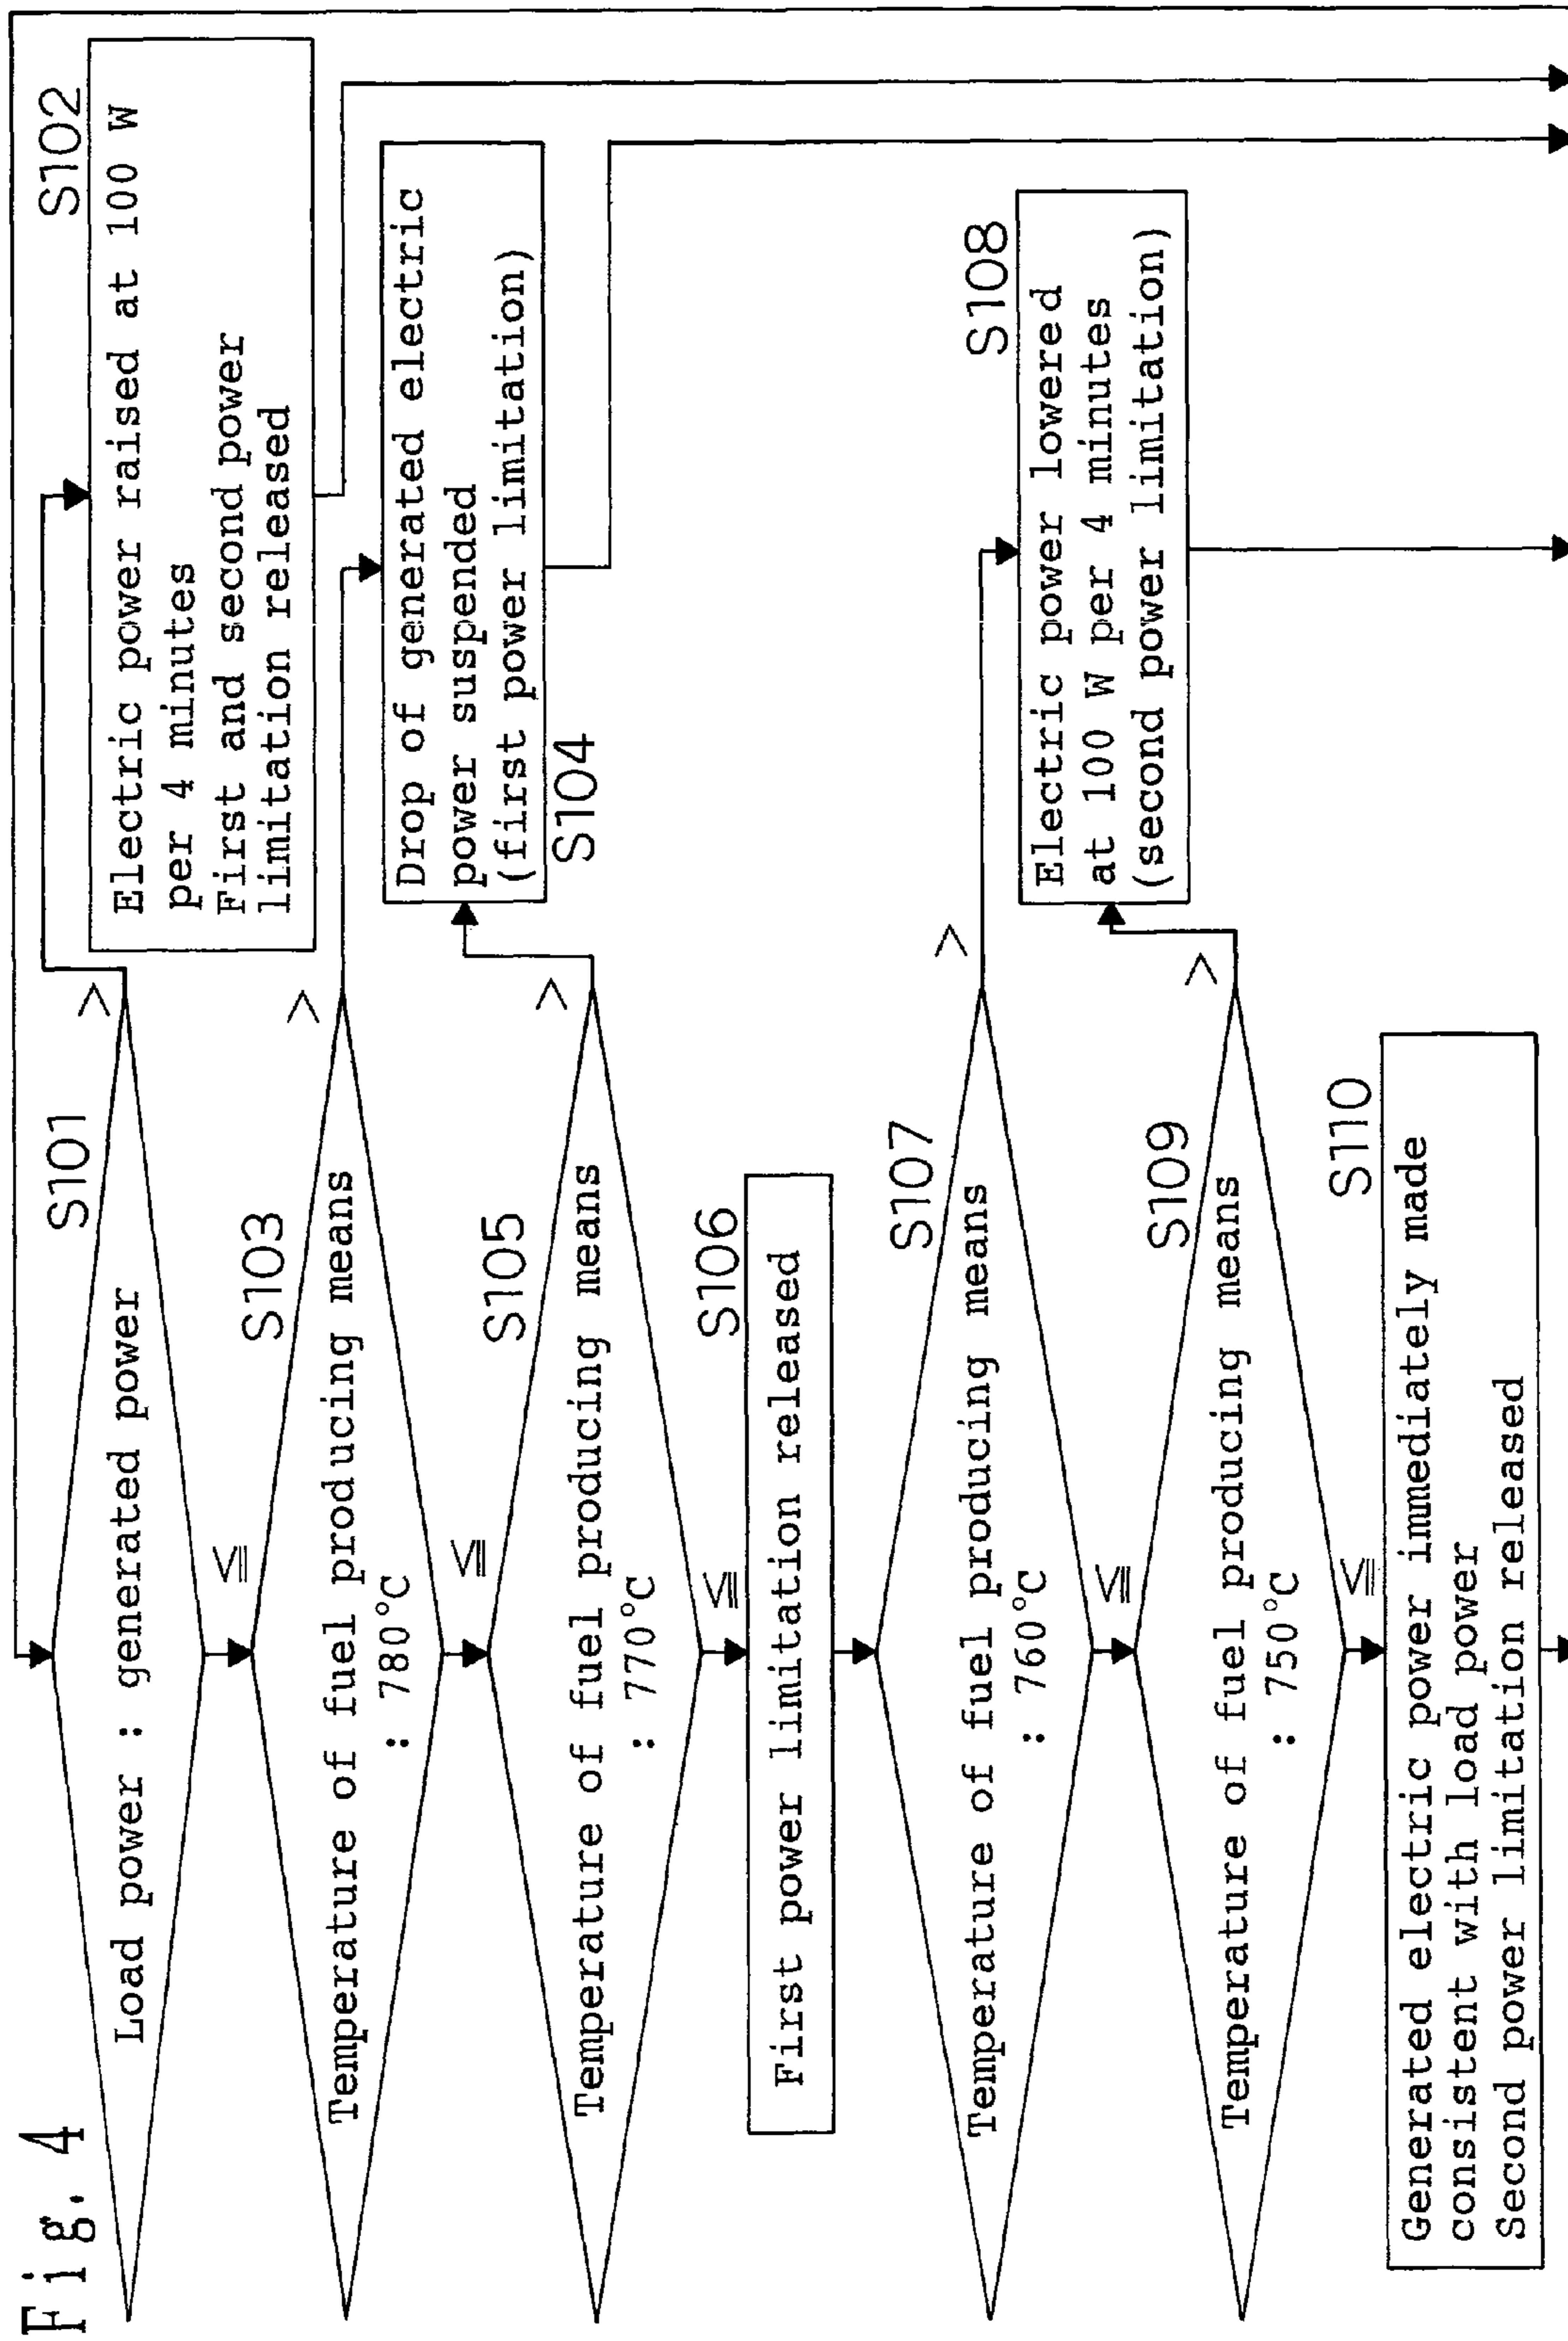 Fig. 4
S101
Load power : generated power
>
≦
S102
Electric power raised at 100 W
per 4 minutes
First and second power
limitation released
S103
Temperature of fuel producing means
: 780°C
>
≦
Drop of generated electric
power suspended
(first power limitation)
S104
S105
Temperature of fuel producing means
: 770°C
>
≦
S106
First power limitation released
S107
Temperature of fuel producing means
: 760°C
>
≦
S108
Electric power lowered
at 100 W per 4 minutes
(second power limitation)
S109
Temperature of fuel producing means
: 750°C
>
≦
S110
Generated electric power immediately made
consistent with load power
Second power limitation released